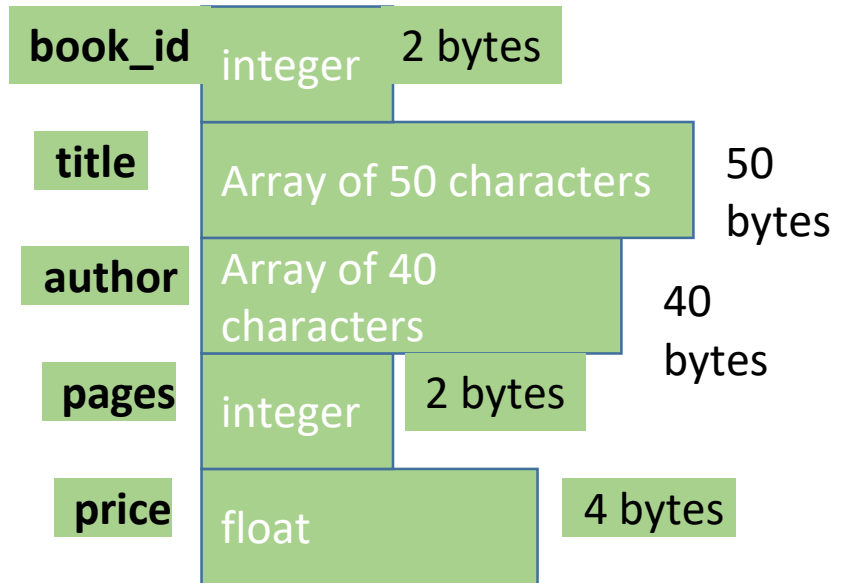 book_id integer 2 bytes
title Array of 50 characters 50
bytes
author Array of 40
characters 40
bytes
pages integer 2 bytes
price float 4 bytes